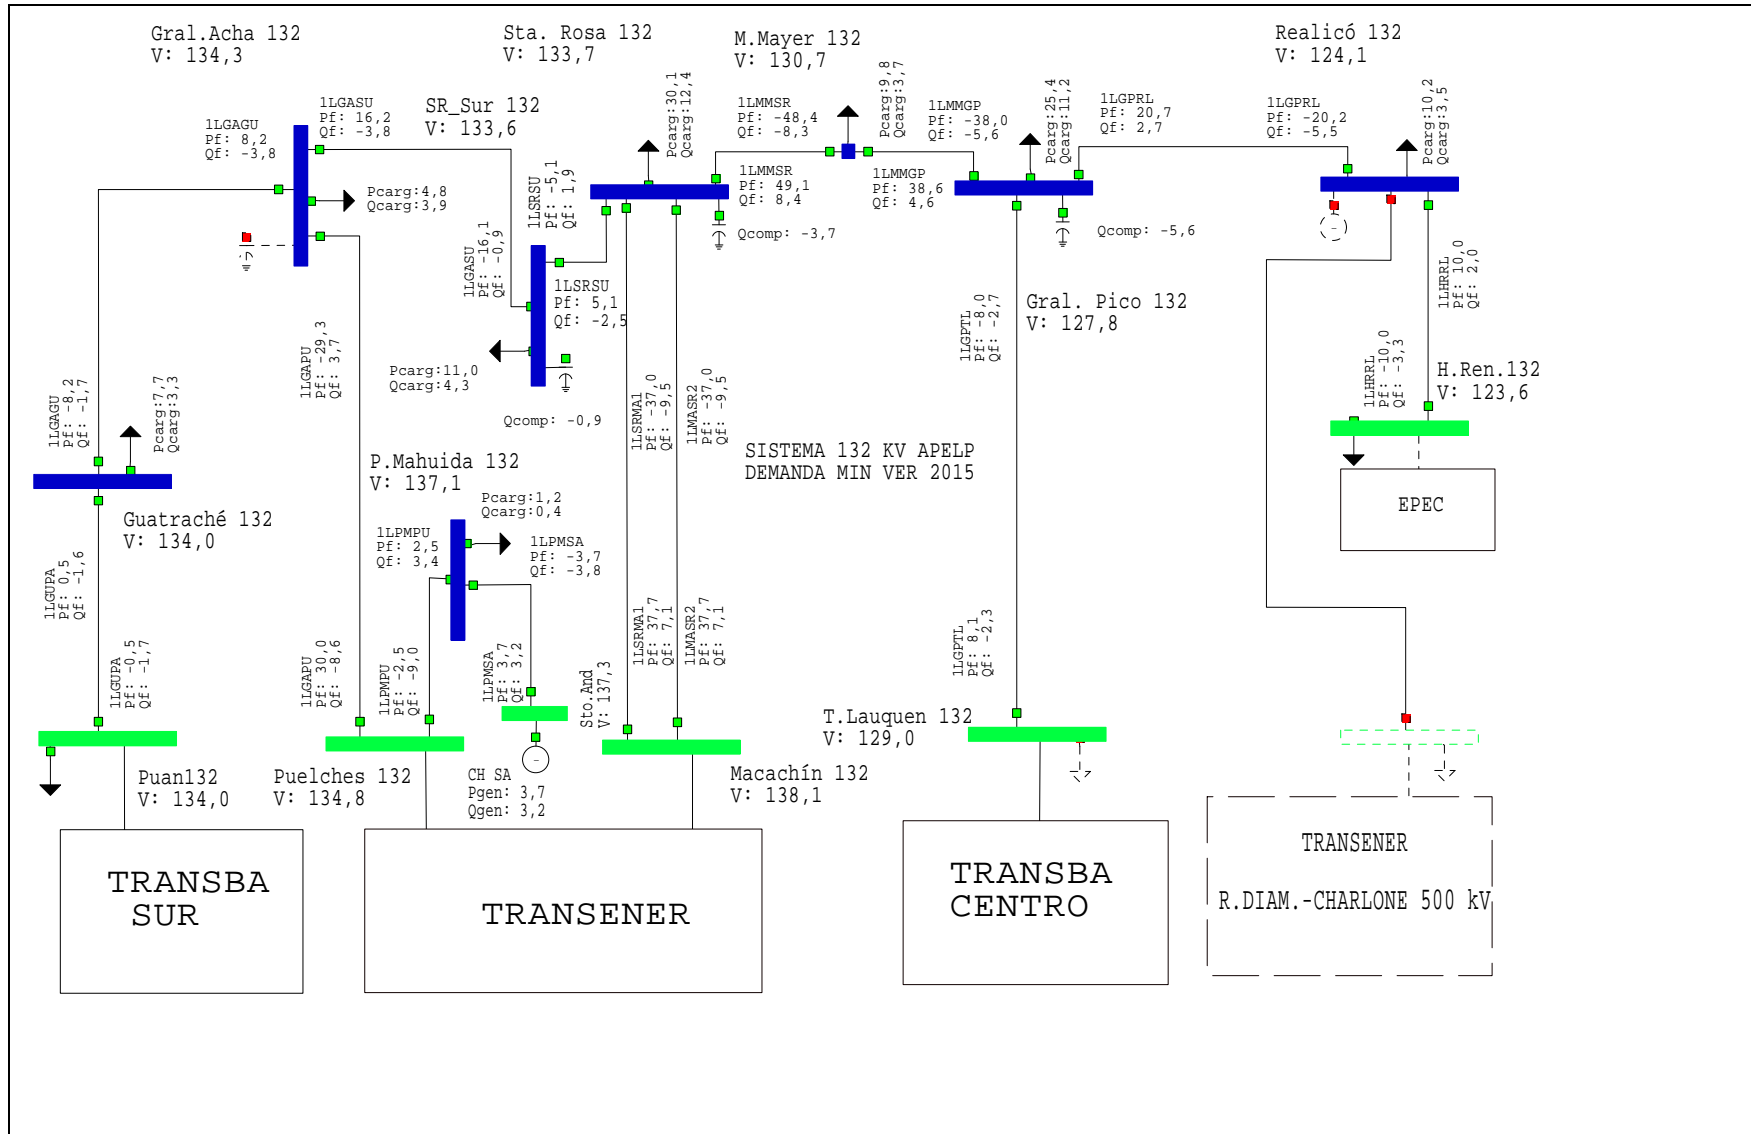 Gral.Acha 132
V: 134,3
Sta. Rosa 132
V: 133,7
M.Mayer 132
V: 130,7
Realicó 132
V: 124,1
1LGAGU
Pf: 8,2
Qf: -3,8
1LGASU
Pf: 16,2
Qf: -3,8
SR_Sur 132
V: 133,6
Pcarg:30,1
Qcarg:12,4
1LMMSR
Pf: -48,4
Qf: -8,3
Pcarg:9,8
Qcarg:3,7
1LMMGP
Pf: -38,0
Qf: -5,6
Pcarg:25,4
Qcarg:11,2
1LGPRL
Pf: 20,7
Qf: 2,7
1LGPRL
Pf: -20,2
Qf: -5,5
Pcarg:10,2
Qcarg:3,5
Pcarg:4,8
Qcarg:3,9
1LSRSU
Pf: -5,1
Qf: 1,9
1LMMSR
Pf: 49,1
Qf: 8,4
1LMMGP
Pf: 38,6
Qf: 4,6
Qcomp: -3,7
Qcomp: -5,6
1LGASU
Pf: -16,1
Qf: -0,9
1LSRSU
Pf: 5,1
Qf: -2,5
1LHRRL
Pf: 10,0
Qf: 2,0
Gral. Pico 132
V: 127,8
1LGAPU
Pf: -29,3
Qf: 3,7
1LGPTL
Pf: -8,0
Qf: -2,7
Pcarg:11,0
Qcarg:4,3
Qcomp: -0,9
1LGAGU
Pf: -8,2
Qf: -1,7
Pcarg:7,7
Qcarg:3,3
1LSRMA1
Pf: -37,0
Qf: -9,5
1LMASR2
Pf: -37,0
Qf: -9,5
1LHRRL
Pf: -10,0
Qf: -3,3
H.Ren.132
V: 123,6
SISTEMA 132 KV APELP
DEMANDA MIN VER 2015
P.Mahuida 132
V: 137,1
Pcarg:1,2
Qcarg:0,4
EPEC
Guatraché 132
V: 134,0
1LPMPU
Pf: 2,5
Qf: 3,4
1LPMSA
Pf: -3,7
Qf: -3,8
1LGUPA
Pf: 0,5
Qf: -1,6
1LGUPA
Pf: -0,5
Qf: -1,7
1LGAPU
Pf: 30,0
Qf: -8,6
1LPMPU
Pf: -2,5
Qf: -9,0
1LPMSA
Pf: 3,7
Qf: 3,2
Sto.And
V: 137,3
1LSRMA1
Pf: 37,7
Qf: 7,1
1LMASR2
Pf: 37,7
Qf: 7,1
1LGPTL
Pf: 8,1
Qf: -2,3
T.Lauquen 132
V: 129,0
Puan132
V: 134,0
Puelches 132
V: 134,8
CH SA
Pgen: 3,7
Qgen: 3,2
Macachín 132
V: 138,1
TRANSBA
SUR
TRANSENER
TRANSBA
CENTRO
TRANSENER
R.DIAM.-CHARLONE 500 kV